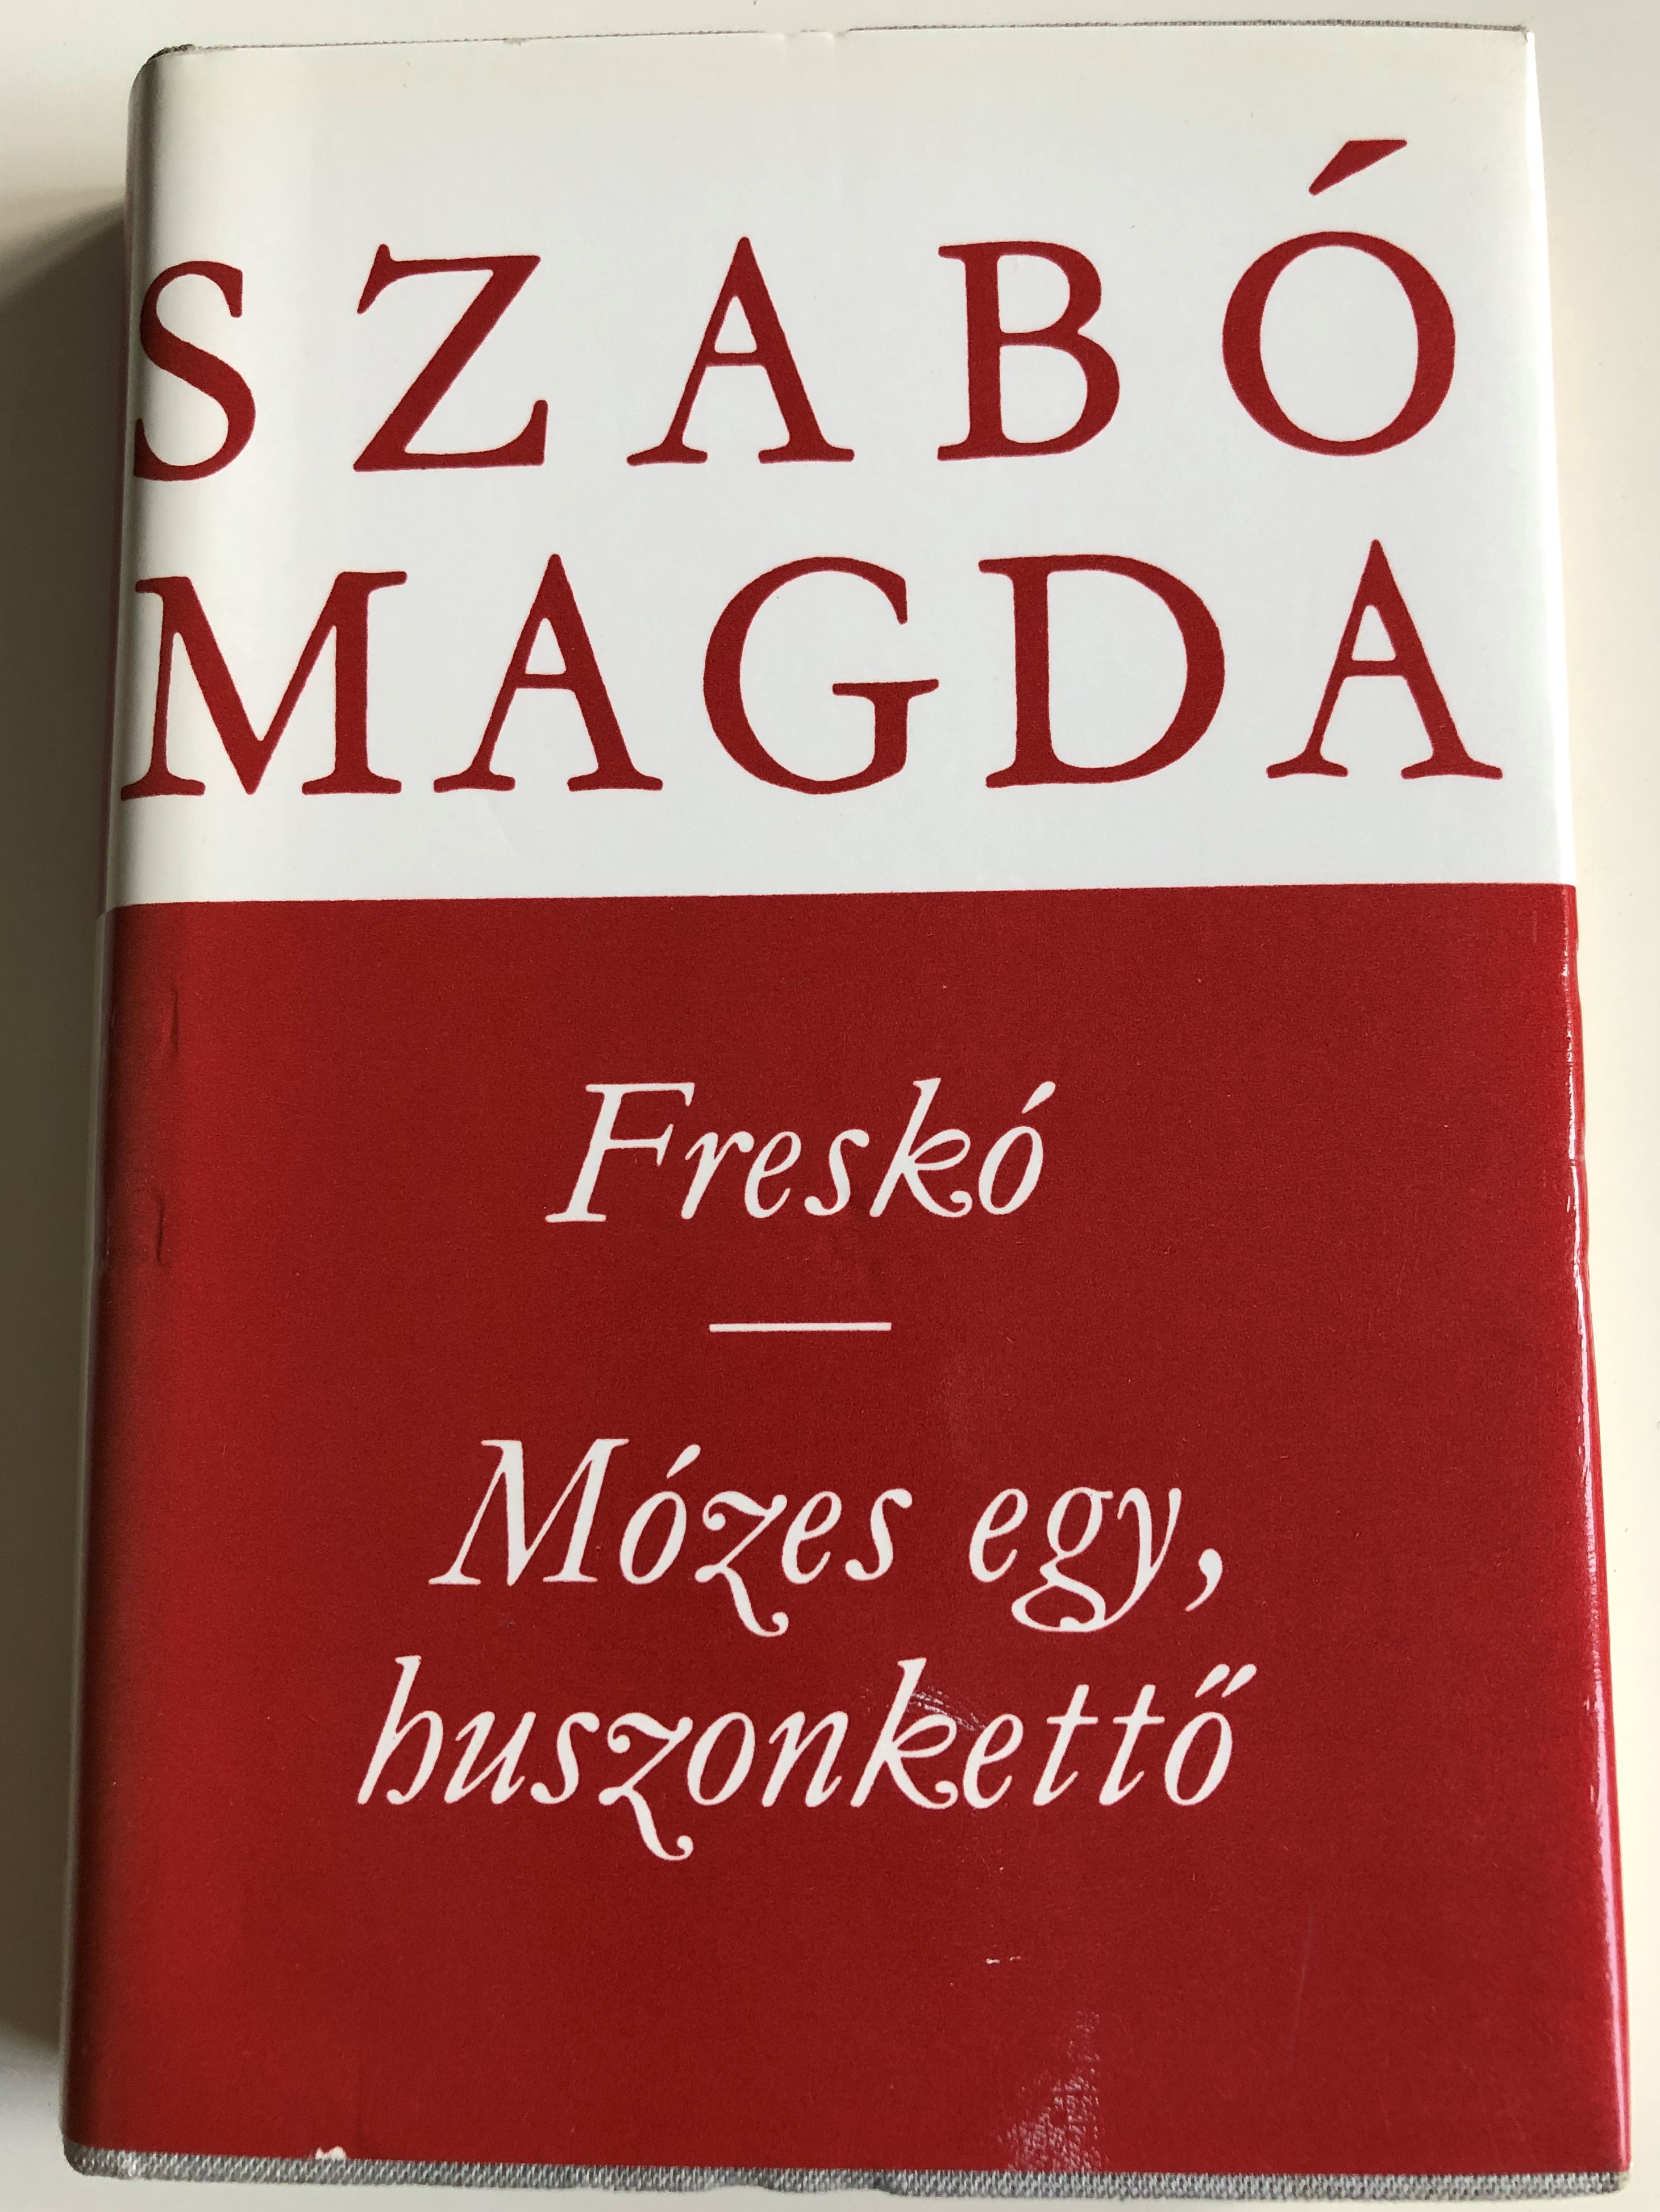 SZABÓ
MAGDA
Freskó
Mózes egy,
huszonkettő